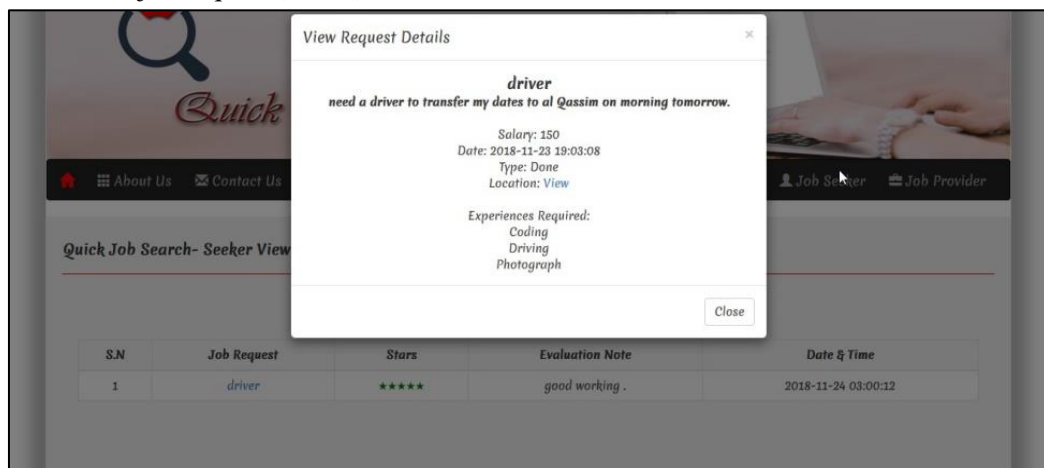 View Request Details
×
driver
need a driver to transfer my dates to al Qassim on morning tomorrow.
Salary: 150
Date: 2018-11-23 19:03:08
Type: Done
Location: View
Experiences Required:
Coding
Driving
Photograph
Close
Quick
About Us Contact Us Job Seeker Job Provider
Quick Job Search- Seeker View
S.N Job Request Stars Evaluation Note Date & Time
1 driver ★★★★★ good working . 2018-11-24 03:00:12